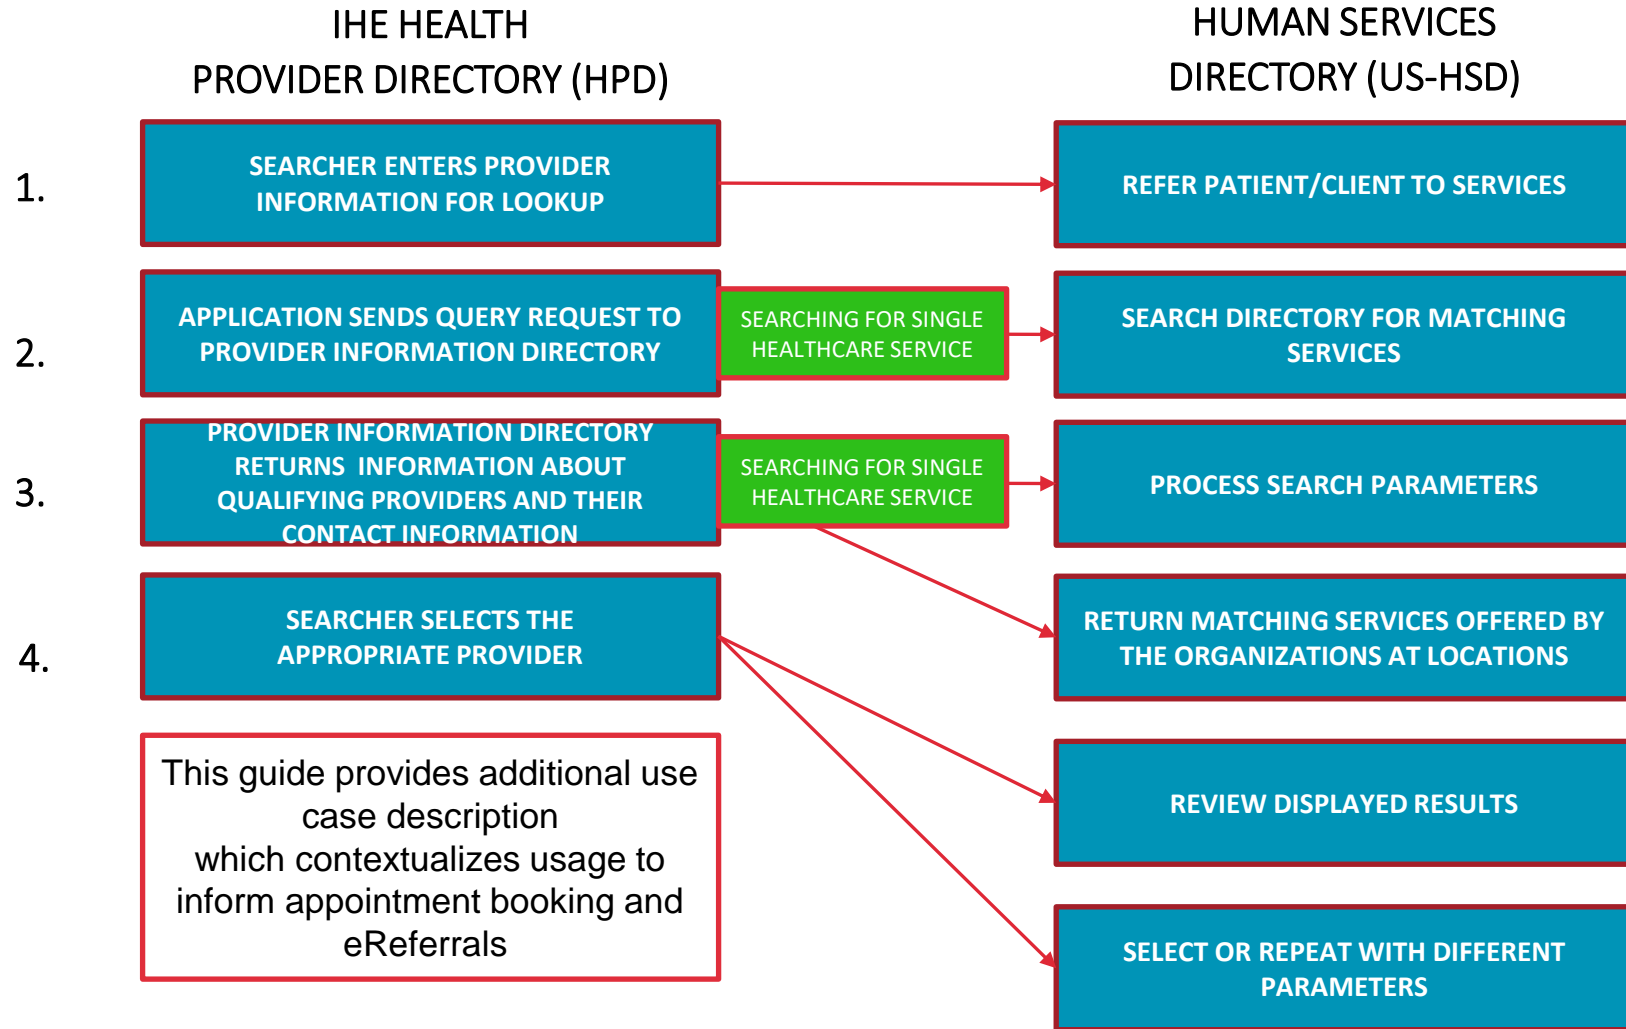 IHE HEALTH
PROVIDER DIRECTORY (HPD)
HUMAN SERVICES
DIRECTORY (US-HSD)
1.
SEARCHER ENTERS PROVIDER
INFORMATION FOR LOOKUP
REFER PATIENT/CLIENT TO SERVICES
2.
APPLICATION SENDS QUERY REQUEST TO
PROVIDER INFORMATION DIRECTORY
SEARCHING FOR SINGLE
HEALTHCARE SERVICE
SEARCH DIRECTORY FOR MATCHING
SERVICES
3.
PROVIDER INFORMATION DIRECTORY
RETURNS INFORMATION ABOUT
QUALIFYING PROVIDERS AND THEIR
CONTACT INFORMATION
SEARCHING FOR SINGLE
HEALTHCARE SERVICE
PROCESS SEARCH PARAMETERS
4.
SEARCHER SELECTS THE
APPROPRIATE PROVIDER
RETURN MATCHING SERVICES OFFERED BY
THE ORGANIZATIONS AT LOCATIONS
This guide provides additional use
case description
which contextualizes usage to
inform appointment booking and
eReferrals
REVIEW DISPLAYED RESULTS
SELECT OR REPEAT WITH DIFFERENT
PARAMETERS